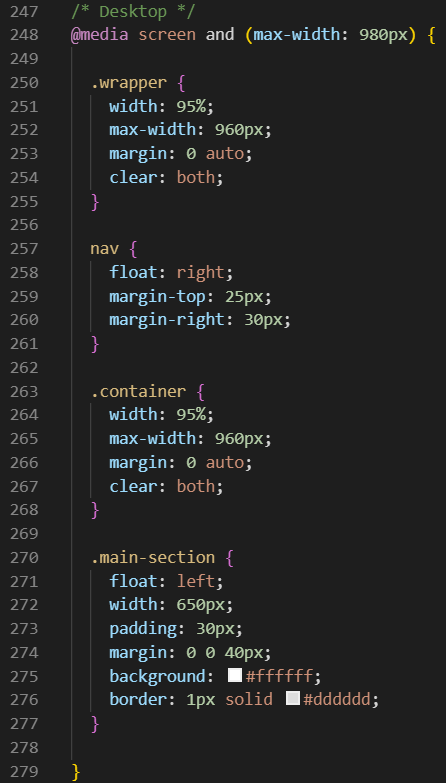 247 /* Desktop */
248 @media screen and (max-width: 980px) {
249
250 .wrapper {
251 width: 95%;
252 max-width: 960px;
253 margin: 0 auto;
254 clear: both;
255 }
256
257 nav {
258 float: right;
259 margin-top: 25px;
260 margin-right: 30px;
261 }
262
263 .container {
264 width: 95%;
265 max-width: 960px;
266 margin: 0 auto;
267 clear: both;
268 }
269
270 .main-section {
271 float: left;
272 width: 650px;
273 padding: 30px;
274 margin: 0 0 40px;
275 background: #ffffff;
276 border: 1px solid #dddddd;
277 }
278
279 }